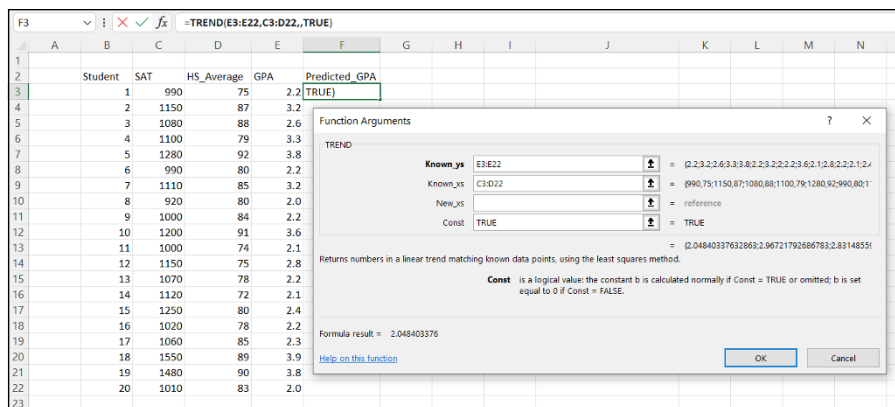 F3 fx =TREND(E3:E22,C3:D22,,TRUE)
A B C D E F G H I J K L M N
1
2 Student SAT HS_Average GPA Predicted_GPA
3 1 990 75 2.2 TRUE)
4 2 1150 87 3.2
5 3 1080 88 2.6
6 4 1100 79 3.3
7 5 1280 92 3.8
8 6 990 80 2.2
9 7 1110 85 3.2
10 8 920 80 2.0
11 9 1000 84 2.2
12 10 1200 91 3.6
13 11 1000 74 2.1
14 12 1150 75 2.8
15 13 1070 78 2.2
16 14 1120 72 2.1
17 15 1250 80 2.4
18 16 1020 78 2.2
19 17 1060 85 2.3
20 18 1550 89 3.9
21 19 1480 90 3.8
22 20 1010 83 2.0
23
Function Arguments ? ×
TREND
Known_ys E3:E22 = {2.2;3.2;2.6;3.3;3.8;2.2;3.2;2;2.2;3.6;2.1;2.8;2.2;2.1;2.4
Known_xs C3:D22 = {990,75;1150,87;1080,88;1100,79;1280,92;990,80;1
New_xs = reference
Const TRUE = TRUE
= {2.04840337632863;2.96721792686783;2.8314855
Returns numbers in a linear trend matching known data points, using the least squares method.
Const is a logical value: the constant b is calculated normally if Const = TRUE or omitted; b is set
equal to 0 if Const = FALSE.
Formula result = 2.048403376
Help on this function OK Cancel